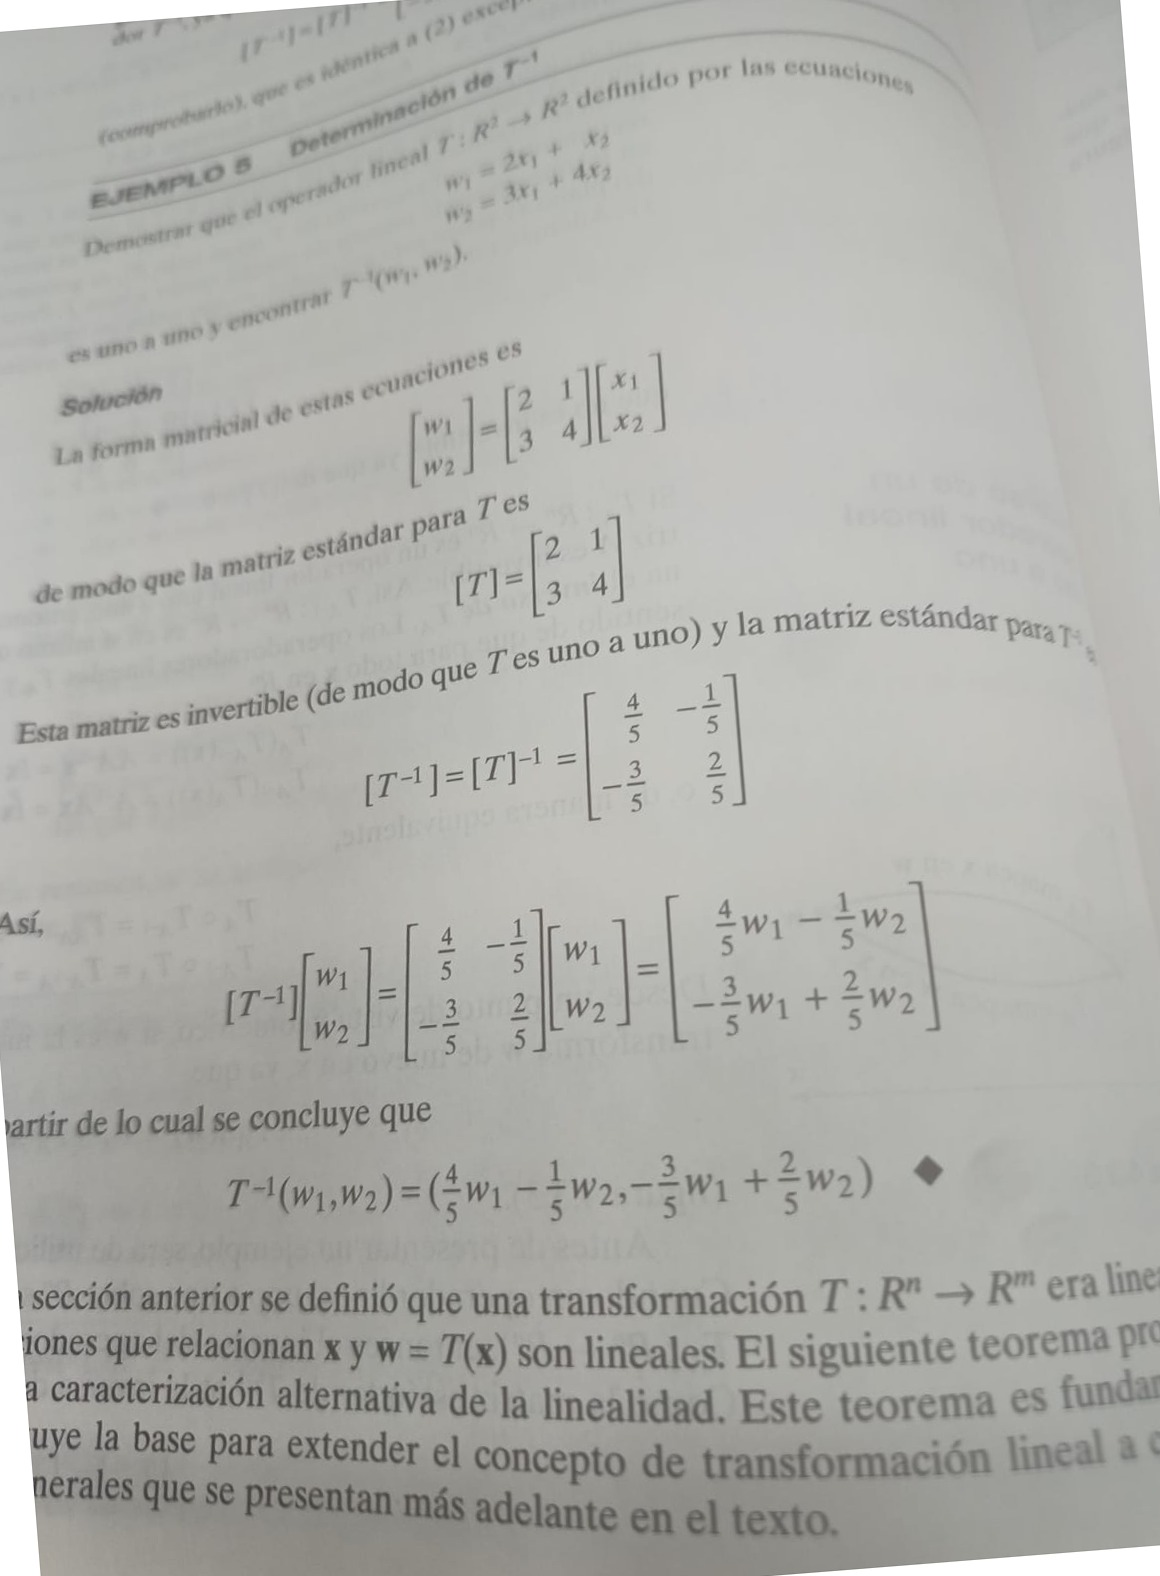 [T⁻¹]=[T]
(comprobarlo), que es idéntica a (2)
EJEMPLO 5 Determinación de T⁻¹
Demostrar que el operador lineal T : R² → R² definido por las ecuaciones
w₁ = 2x₁ + x₂
w₂ = 3x₁ + 4x₂
es uno a uno y encontrar T⁻¹(w₁, w₂).
Solución
La forma matricial de estas ecuaciones es
[w₁; w₂] = [2 1; 3 4][x₁; x₂]
de modo que la matriz estándar para T es
[T] = [2 1; 3 4]
Esta matriz es invertible (de modo que T es uno a uno) y la matriz estándar para T⁻¹
[T⁻¹] = [T]⁻¹ = [4/5 −1/5; −3/5 2/5]
Así,
[T⁻¹][w₁; w₂] = [4/5 −1/5; −3/5 2/5][w₁; w₂] = [4/5 w₁ − 1/5 w₂; −3/5 w₁ + 2/5 w₂]
partir de lo cual se concluye que
T⁻¹(w₁,w₂) = (4/5 w₁ − 1/5 w₂, −3/5 w₁ + 2/5 w₂) ◆
sección anterior se definió que una transformación T : Rⁿ → Rᵐ era line
iones que relacionan x y w = T(x) son lineales. El siguiente teorema pro
a caracterización alternativa de la linealidad. Este teorema es fundam
uye la base para extender el concepto de transformación lineal a
nerales que se presentan más adelante en el texto.